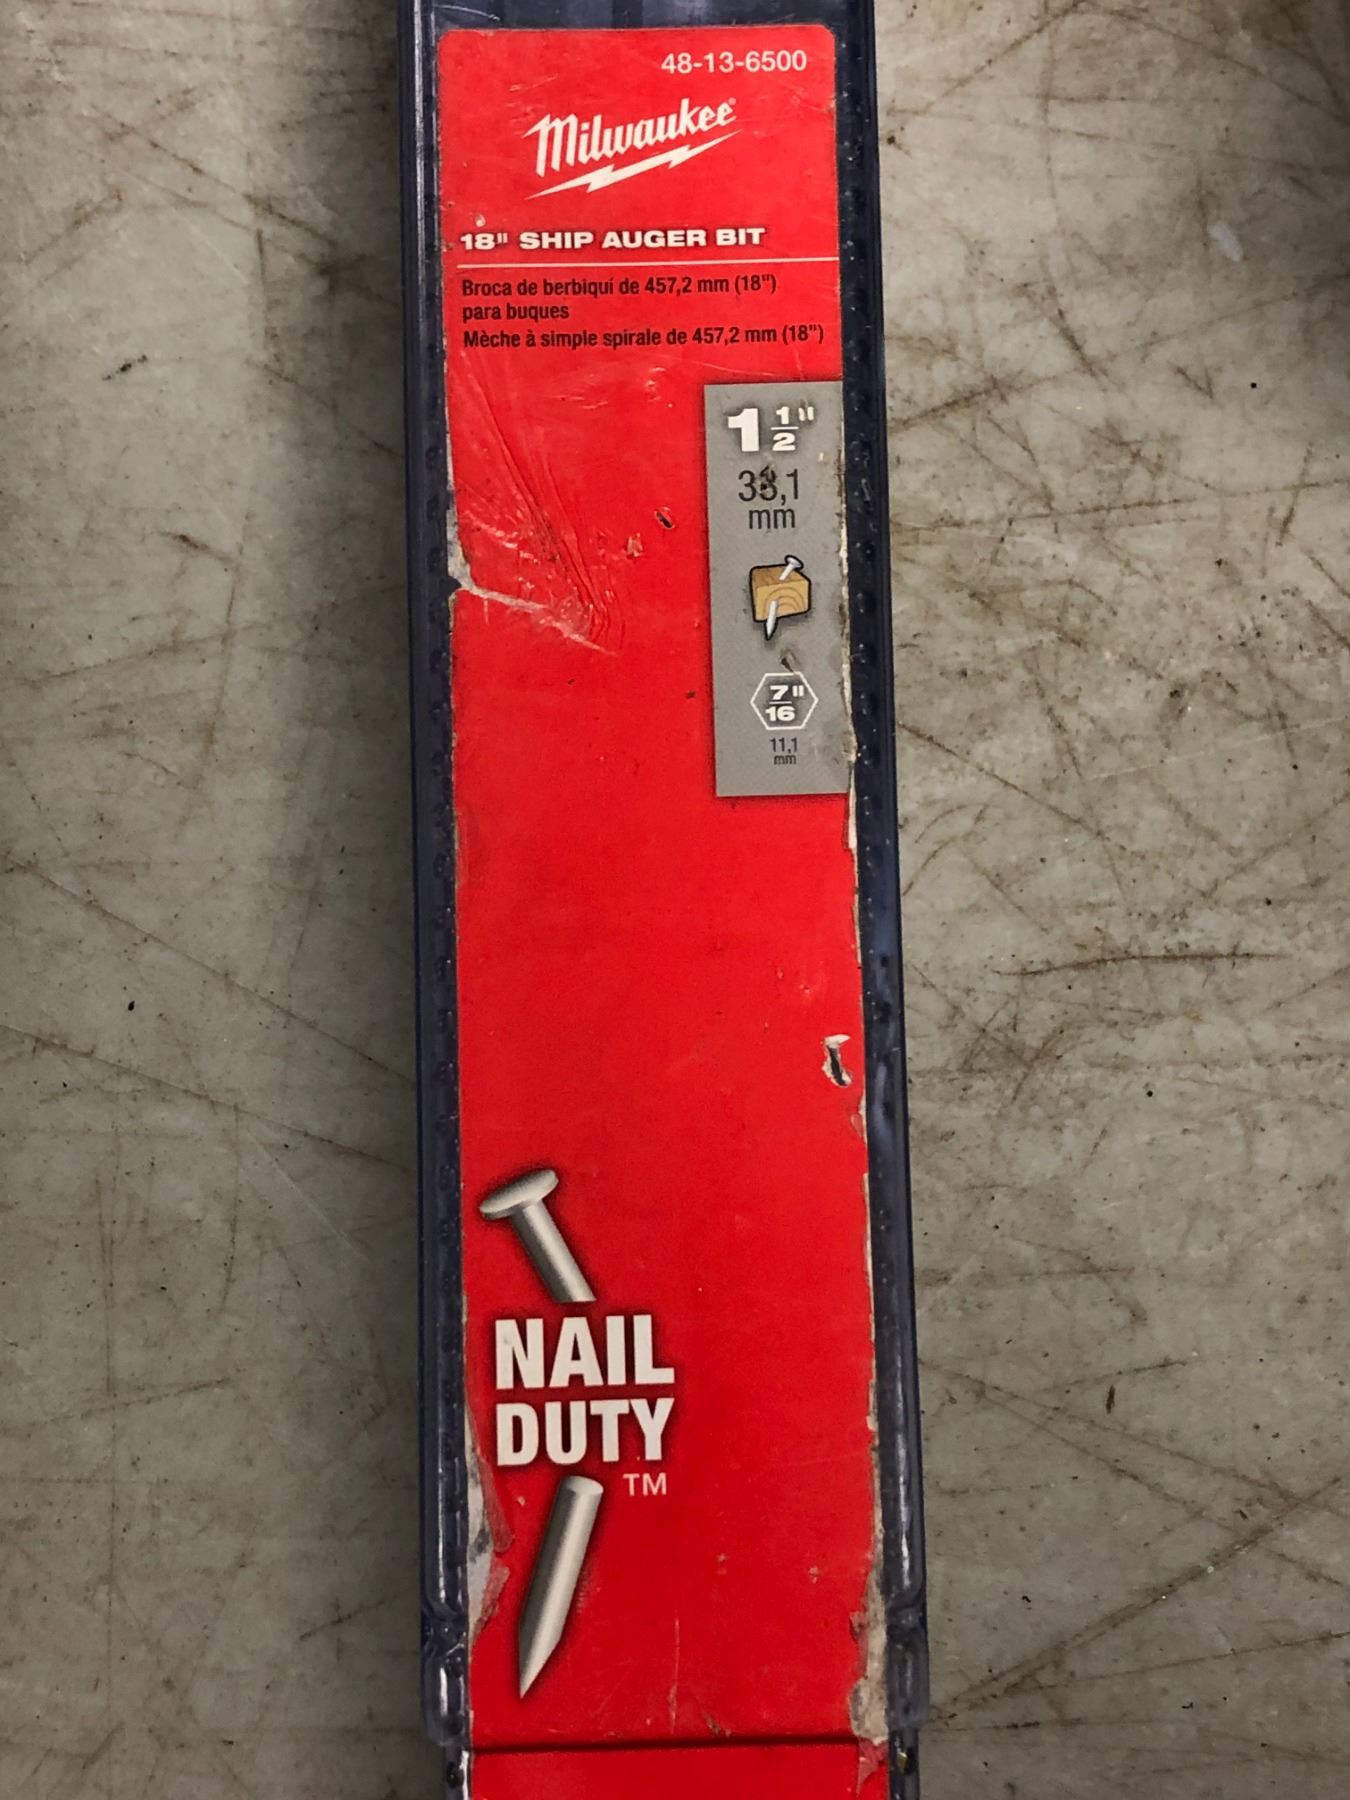 48-13-6500
Milwaukee®
18" SHIP AUGER BIT
Broca de berbiquí de 457,2 mm (18")
para buques
Mèche à simple spirale de 457,2 mm (18")
1 1/2"
38,1
mm
7/16"
11,1
mm
NAIL
DUTY
TM